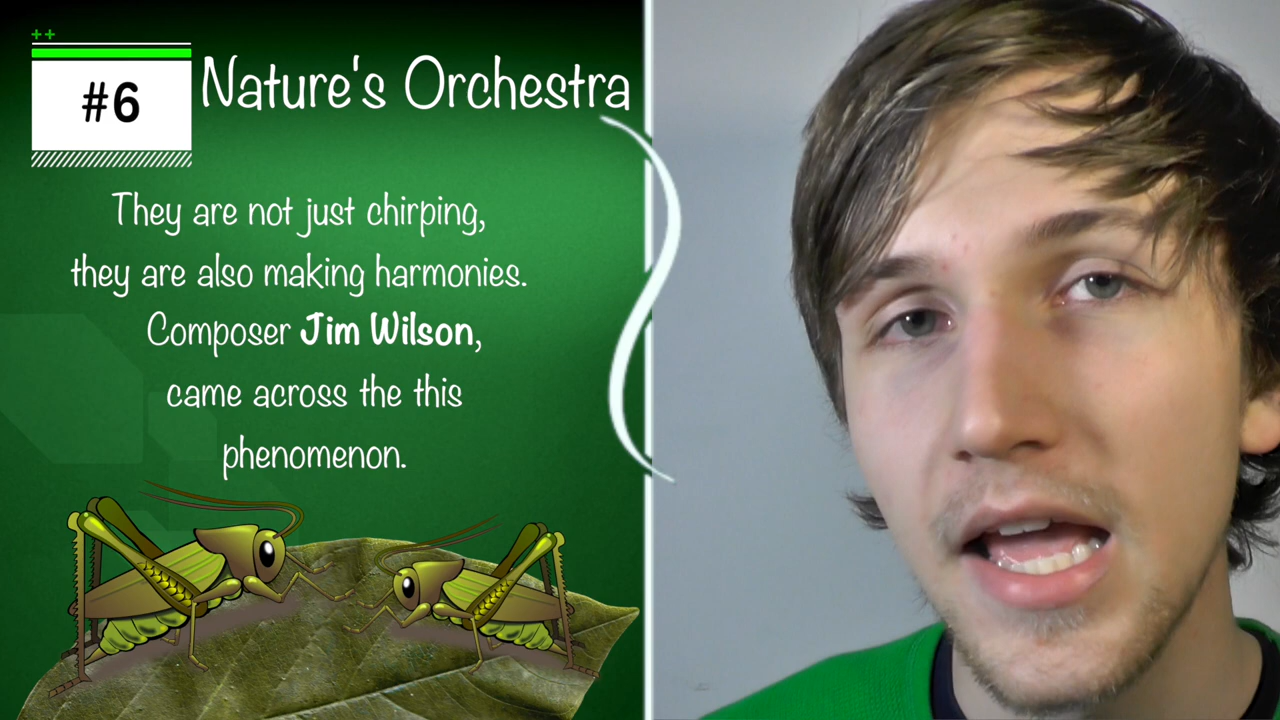 ++
#6
Nature's Orchestra
They are not just chirping,
they are also making harmonies.
Composer Jim Wilson,
came across the this
phenomenon.